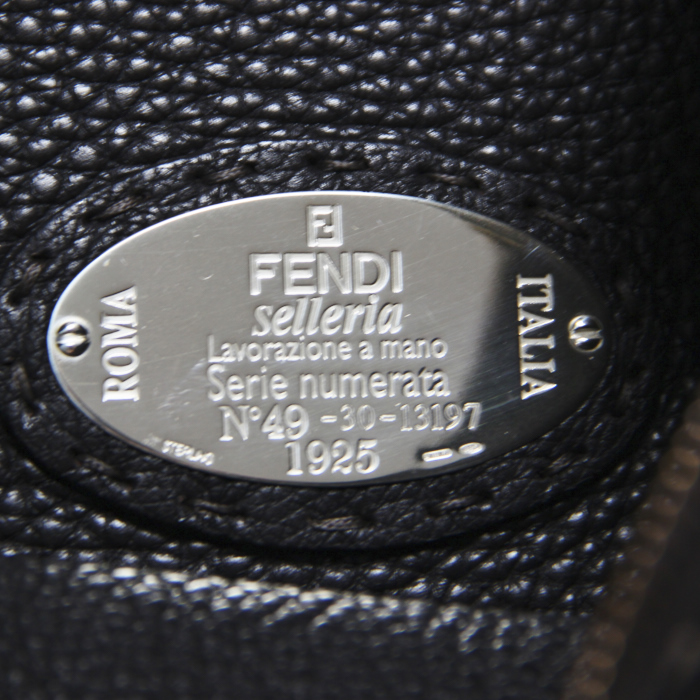 FENDI
selleria
Lavorazione a mano
Serie numerata
N°49 -30-13197
1925
ROMA
ITALIA